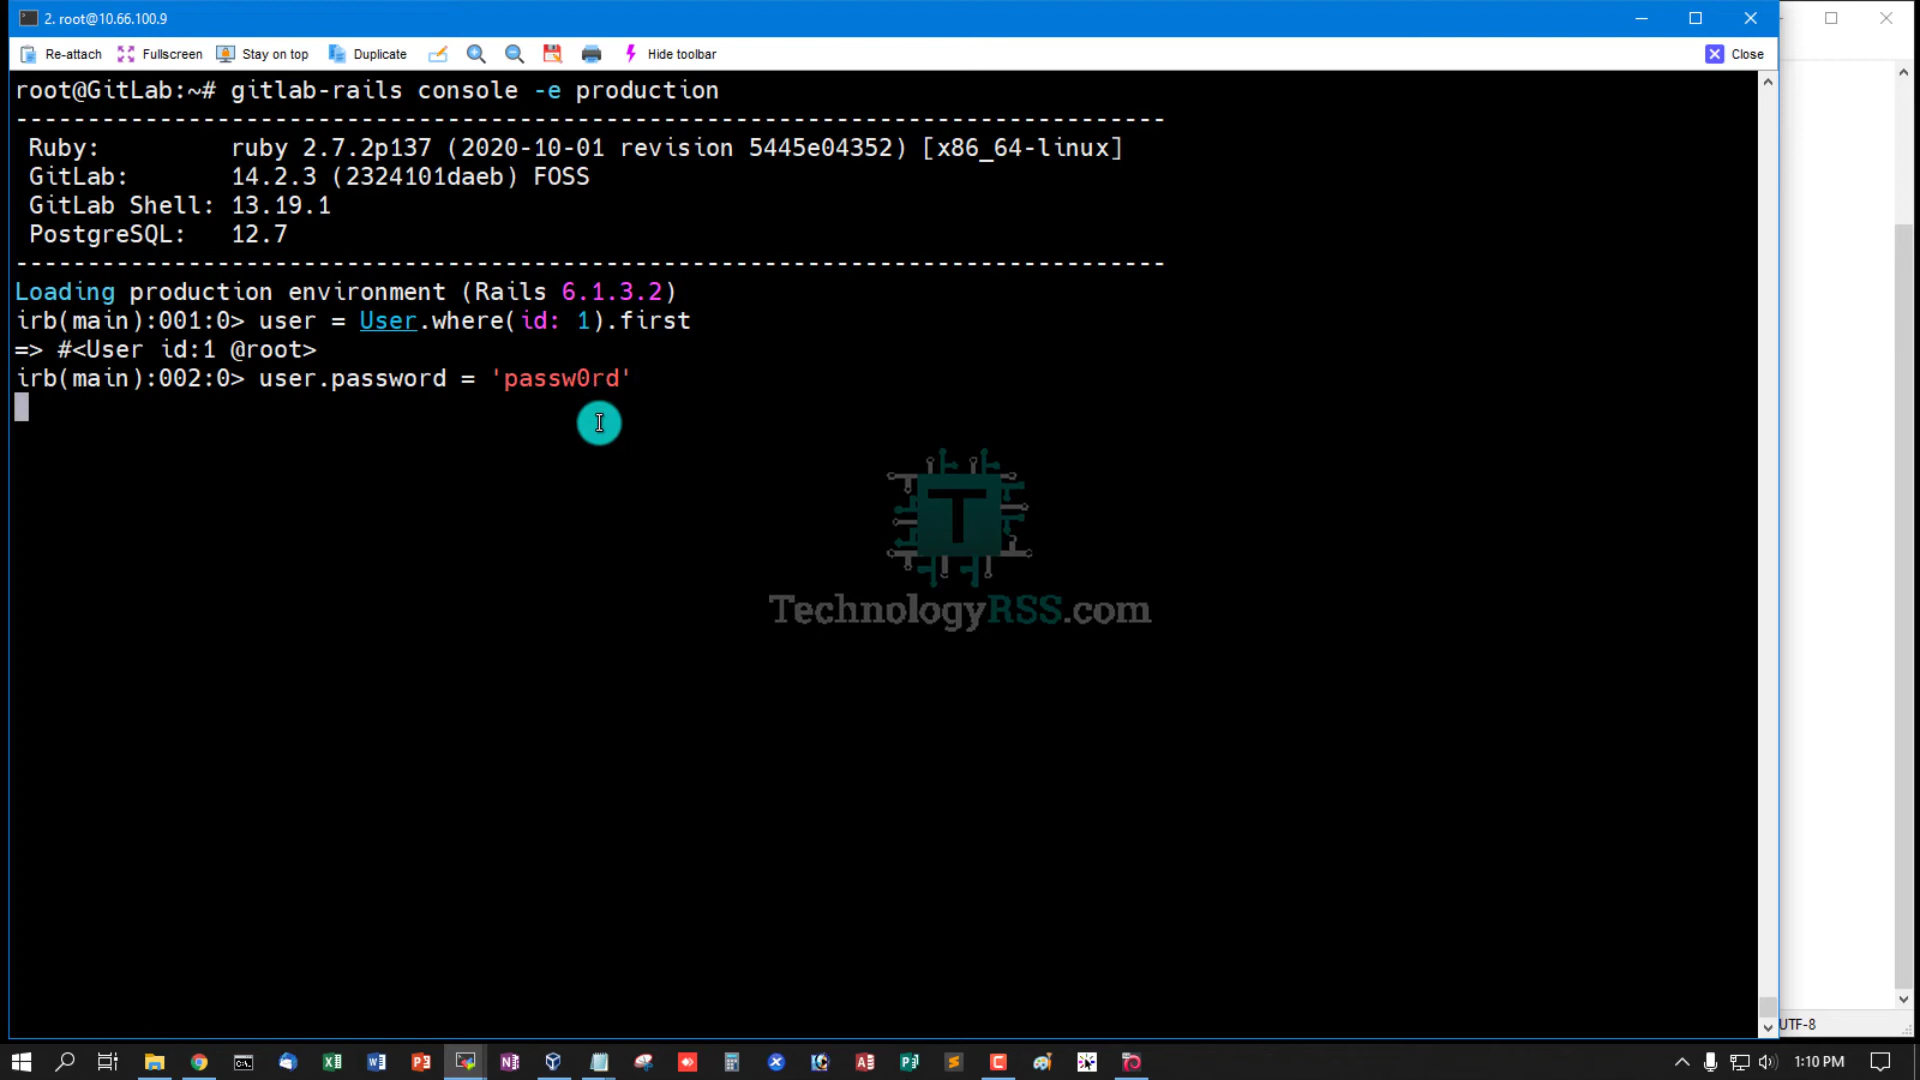 2. root@10.66.100.9
Re-attach Fullscreen Stay on top Duplicate Hide toolbar Close
root@GitLab:~# gitlab-rails console -e production
--------------------------------------------------------------------------------
Ruby: ruby 2.7.2p137 (2020-10-01 revision 5445e04352) [x86_64-linux]
GitLab: 14.2.3 (2324101daeb) FOSS
GitLab Shell: 13.19.1
PostgreSQL: 12.7
--------------------------------------------------------------------------------
Loading production environment (Rails 6.1.3.2)
irb(main):001:0> user = User.where(id: 1).first
=> #<User id:1 @root>
irb(main):002:0> user.password = 'passw0rd'
T
TechnologyRSS.com
UTF-8
1:10 PM